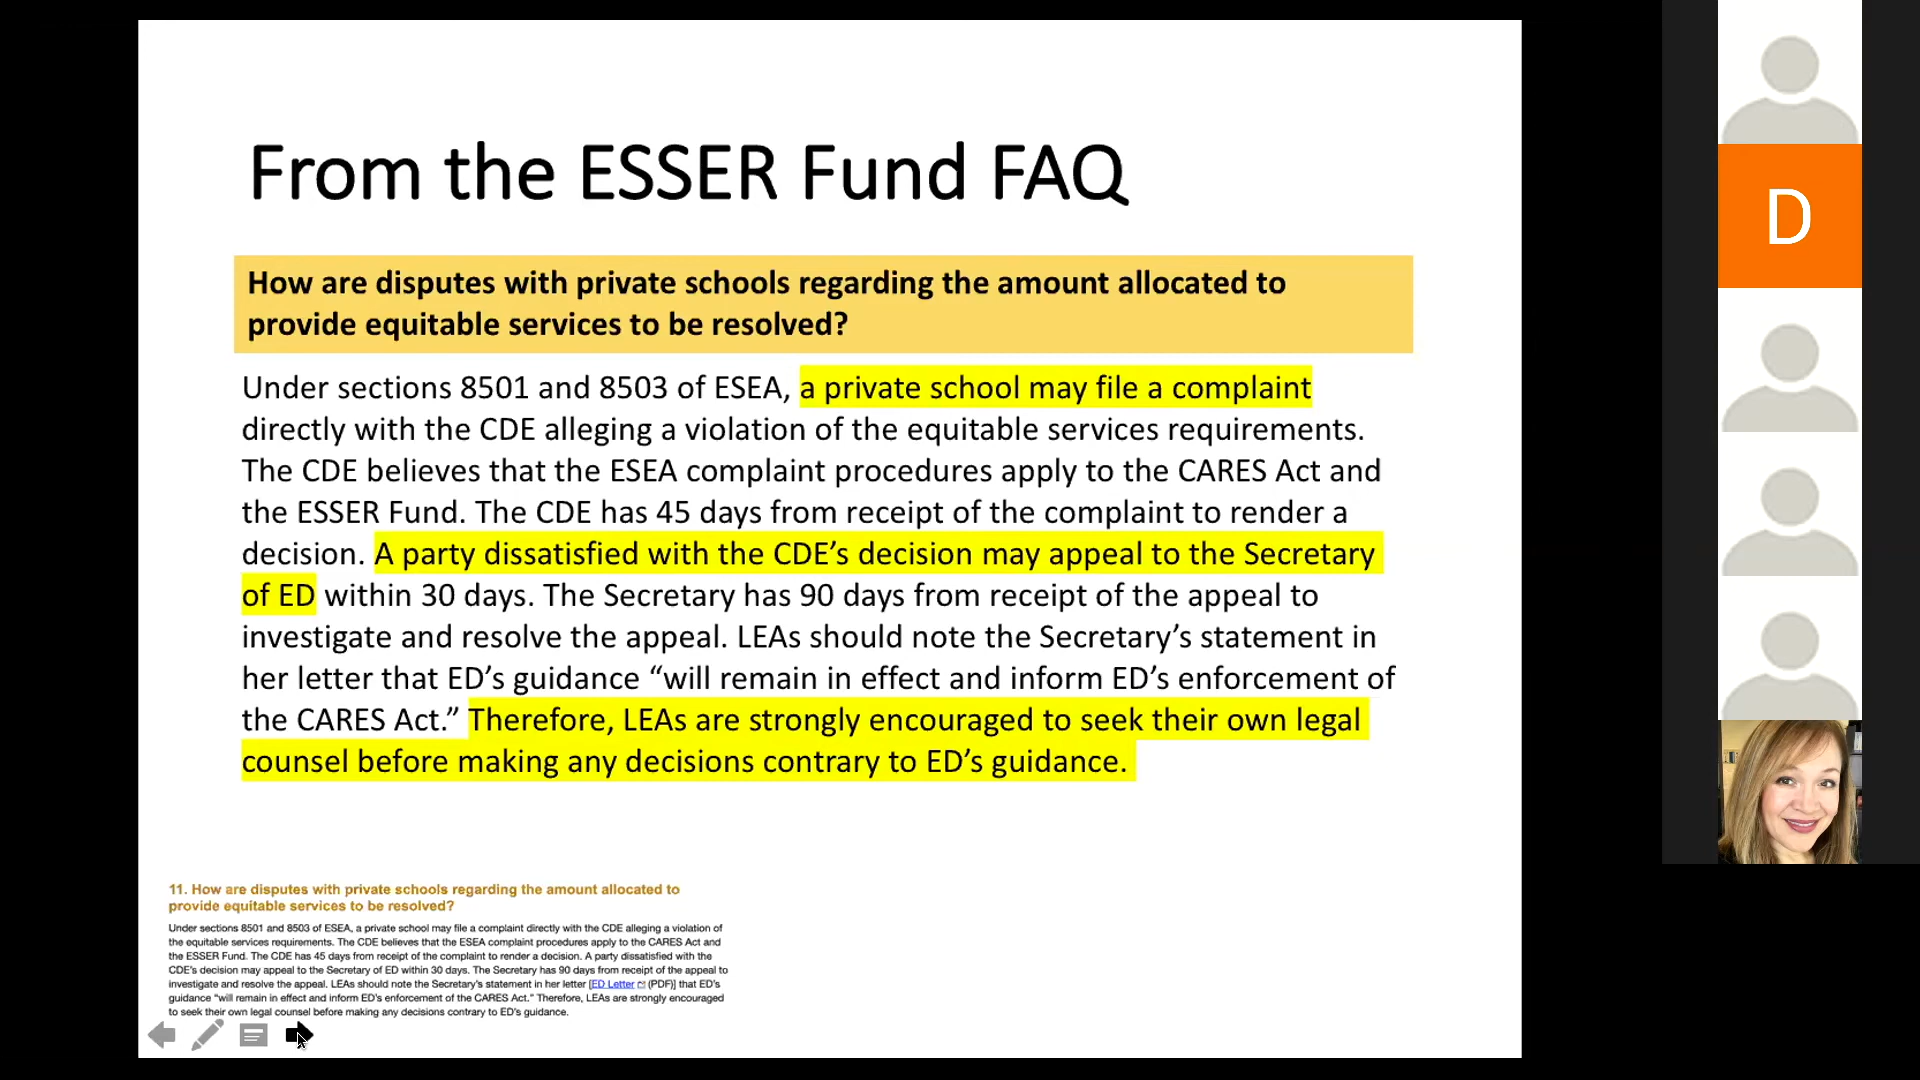 From the ESSER Fund FAQ
How are disputes with private schools regarding the amount allocated to
provide equitable services to be resolved?
Under sections 8501 and 8503 of ESEA, a private school may file a complaint
directly with the CDE alleging a violation of the equitable services requirements.
The CDE believes that the ESEA complaint procedures apply to the CARES Act and
the ESSER Fund. The CDE has 45 days from receipt of the complaint to render a
decision. A party dissatisfied with the CDE’s decision may appeal to the Secretary
of ED within 30 days. The Secretary has 90 days from receipt of the appeal to
investigate and resolve the appeal. LEAs should note the Secretary’s statement in
her letter that ED’s guidance “will remain in effect and inform ED’s enforcement of
the CARES Act.” Therefore, LEAs are strongly encouraged to seek their own legal
counsel before making any decisions contrary to ED’s guidance.
11. How are disputes with private schools regarding the amount allocated to
provide equitable services to be resolved?
Under sections 8501 and 8503 of ESEA, a private school may file a complaint directly with the CDE alleging a violation of
the equitable services requirements. The CDE believes that the ESEA complaint procedures apply to the CARES Act and
the ESSER Fund. The CDE has 45 days from receipt of the complaint to render a decision. A party dissatisfied with the
CDE's decision may appeal to the Secretary of ED within 30 days. The Secretary has 90 days from receipt of the appeal to
investigate and resolve the appeal. LEAs should note the Secretary's statement in her letter [ED Letter (PDF)] that ED's
guidance "will remain in effect and inform ED's enforcement of the CARES Act." Therefore, LEAs are strongly encouraged
to seek their own legal counsel before making any decisions contrary to ED's guidance.
D